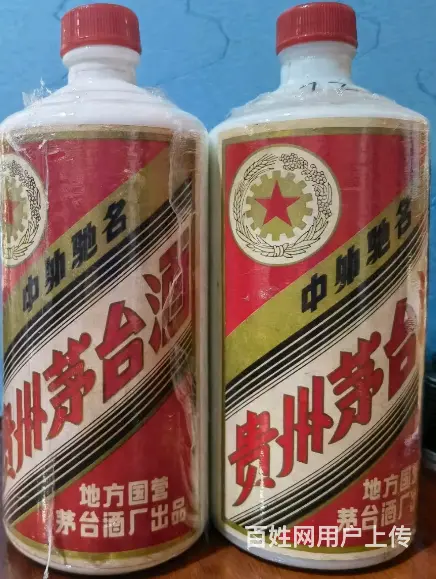 中外驰名
贵州茅台酒
地方国营
茅台酒厂出品
中外驰名
贵州茅台
地方国营
茅台酒厂
百姓网用户上传